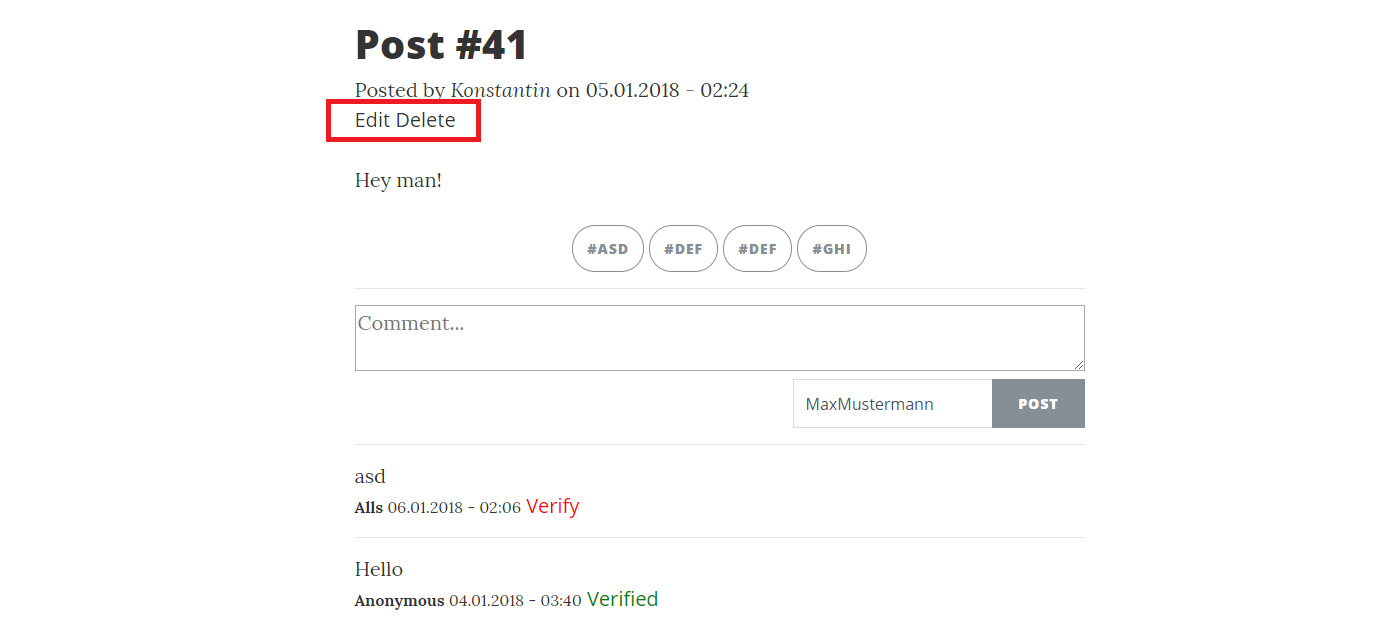 Post #41
Posted by Konstantin on 05.01.2018 - 02:24
Edit Delete
Hey man!
#ASD #DEF #DEF #GHI
Comment...
MaxMustermann POST
asd
Alls 06.01.2018 - 02:06 Verify
Hello
Anonymous 04.01.2018 - 03:40 Verified